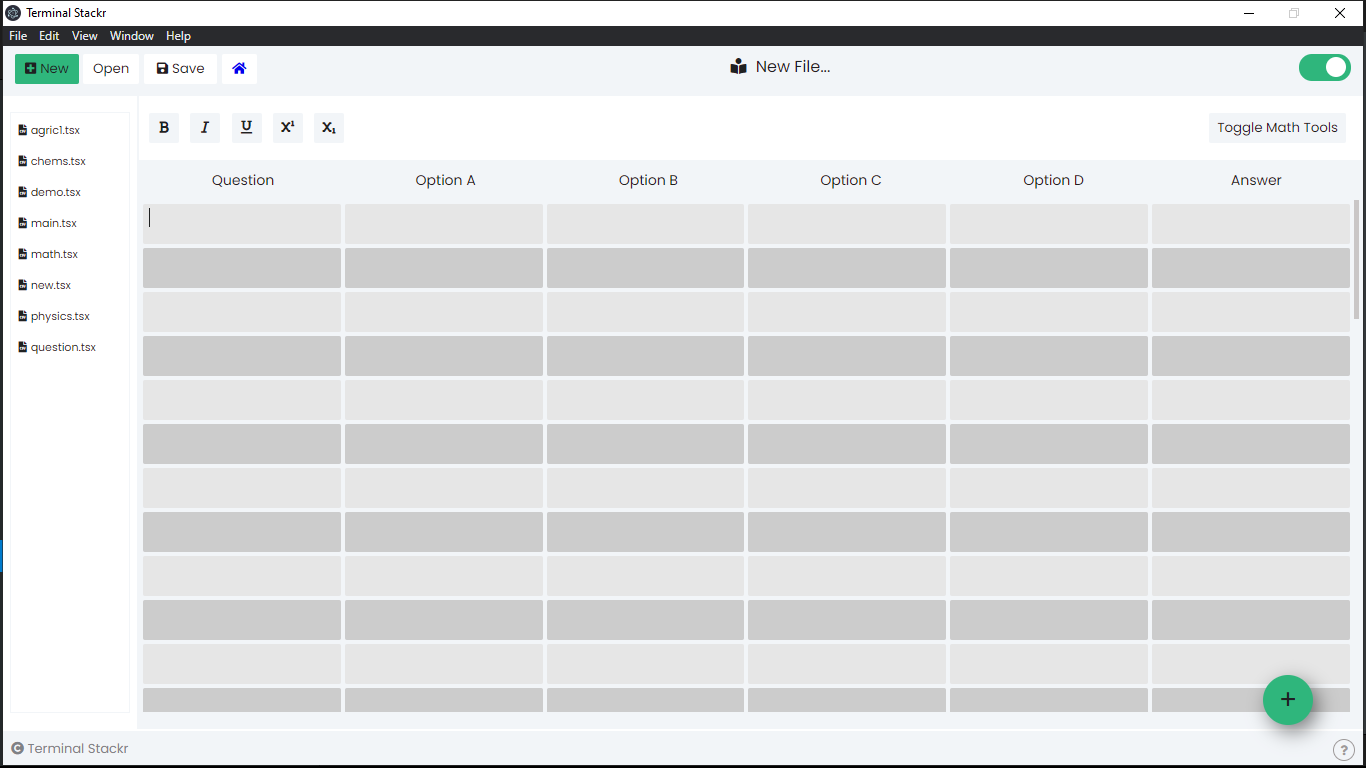 Terminal Stackr
File Edit View Window Help
New Open Save New File...
B I U X¹ X₁ Toggle Math Tools
agric1.tsx
chems.tsx
demo.tsx
main.tsx
math.tsx
new.tsx
physics.tsx
question.tsx
Question Option A Option B Option C Option D Answer
+
© Terminal Stackr ?